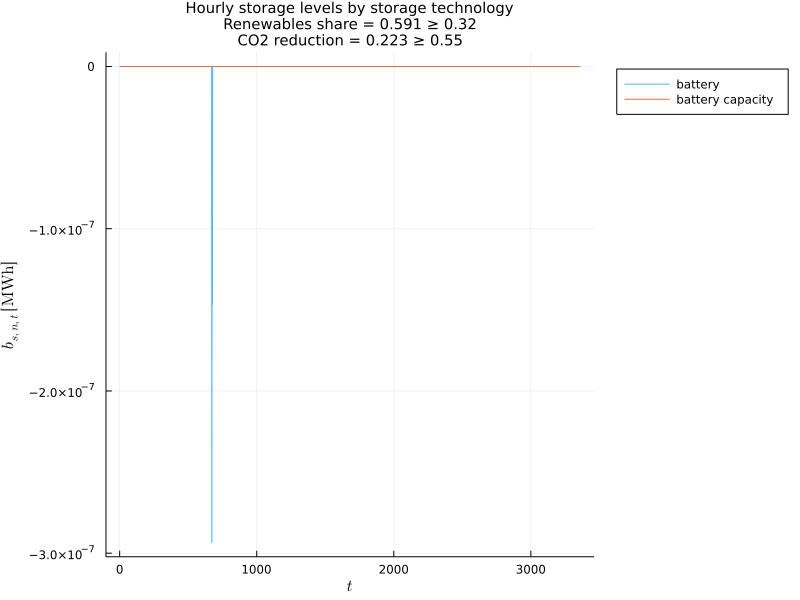 Hourly storage levels by storage technology
Renewables share = 0.591 ≥ 0.32
CO2 reduction = 0.223 ≥ 0.55
0
−1.0×10⁻⁷
−2.0×10⁻⁷
−3.0×10⁻⁷
b_{s,n,t} [MWh]
0
1000
2000
3000
t
battery
battery capacity